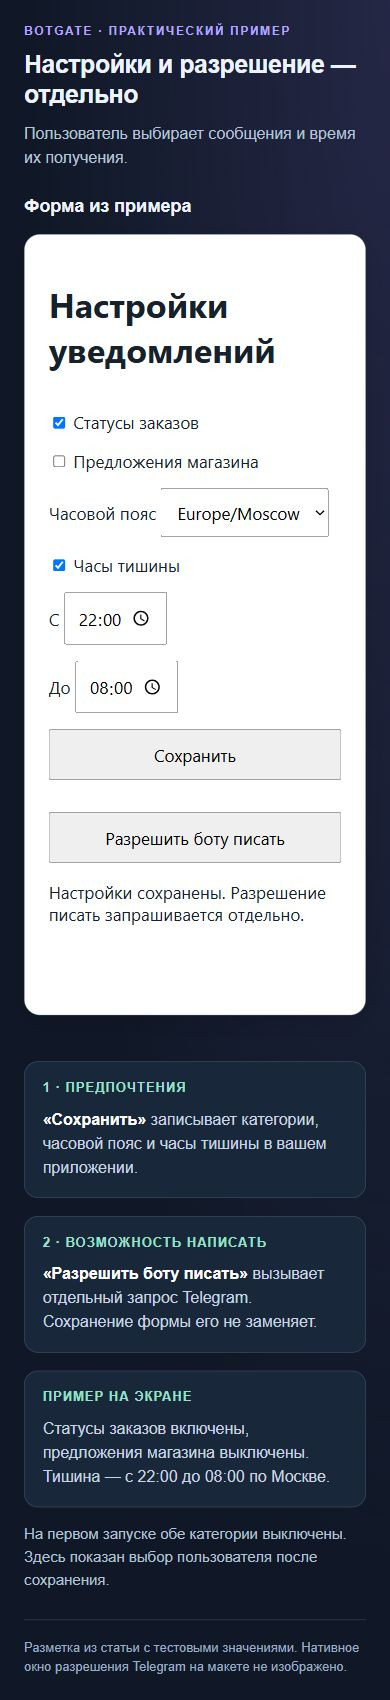 BOTGATE · ПРАКТИЧЕСКИЙ ПРИМЕР
Настройки и разрешение —
отдельно
Пользователь выбирает сообщения и время
их получения.
Форма из примера
Настройки
уведомлений
Статусы заказов
Предложения магазина
Часовой пояс Europe/Moscow
Часы тишины
С 22:00
До 08:00
Сохранить
Разрешить боту писать
Настройки сохранены. Разрешение
писать запрашивается отдельно.
1 · ПРЕДПОЧТЕНИЯ
«Сохранить» записывает категории,
часовой пояс и часы тишины в вашем
приложении.
2 · ВОЗМОЖНОСТЬ НАПИСАТЬ
«Разрешить боту писать» вызывает
отдельный запрос Telegram.
Сохранение формы его не заменяет.
ПРИМЕР НА ЭКРАНЕ
Статусы заказов включены,
предложения магазина выключены.
Тишина — с 22:00 до 08:00 по Москве.
На первом запуске обе категории выключены.
Здесь показан выбор пользователя после
сохранения.
Разметка из статьи с тестовыми значениями. Нативное
окно разрешения Telegram на макете не изображено.